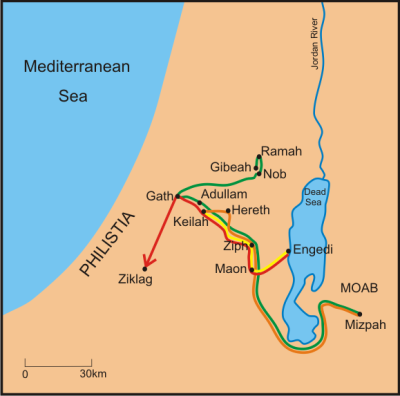 Mediterranean
Sea
Jordan River
Ramah
Gibeah
Nob
Dead
Sea
Gath
Adullam
Keilah
Hereth
PHILISTIA
Ziph
Engedi
Maon
Ziklag
MOAB
Mizpah
0 30km